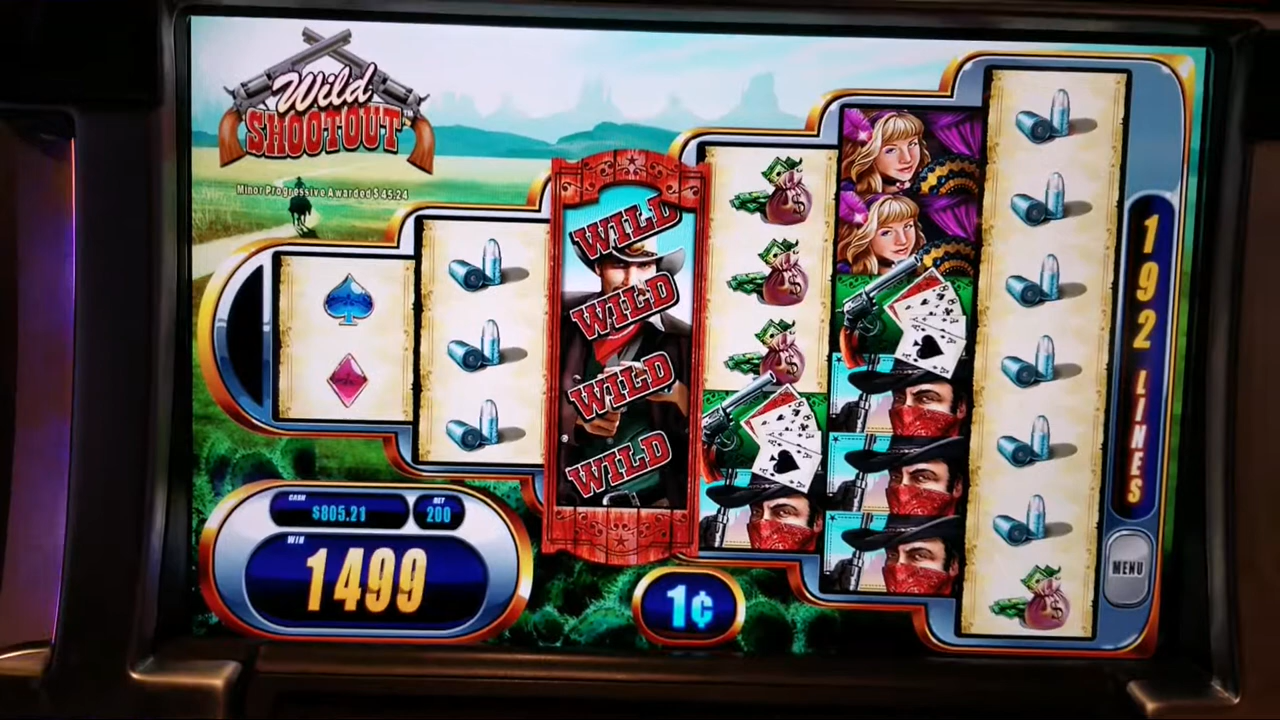 Wild
SHOOTOUT™
Minor Progressive Awarded $45.24
WILD
WILD
WILD
WILD
CASH
$805.21
BET
200
WIN
1499
1¢
192 LINES
MENU